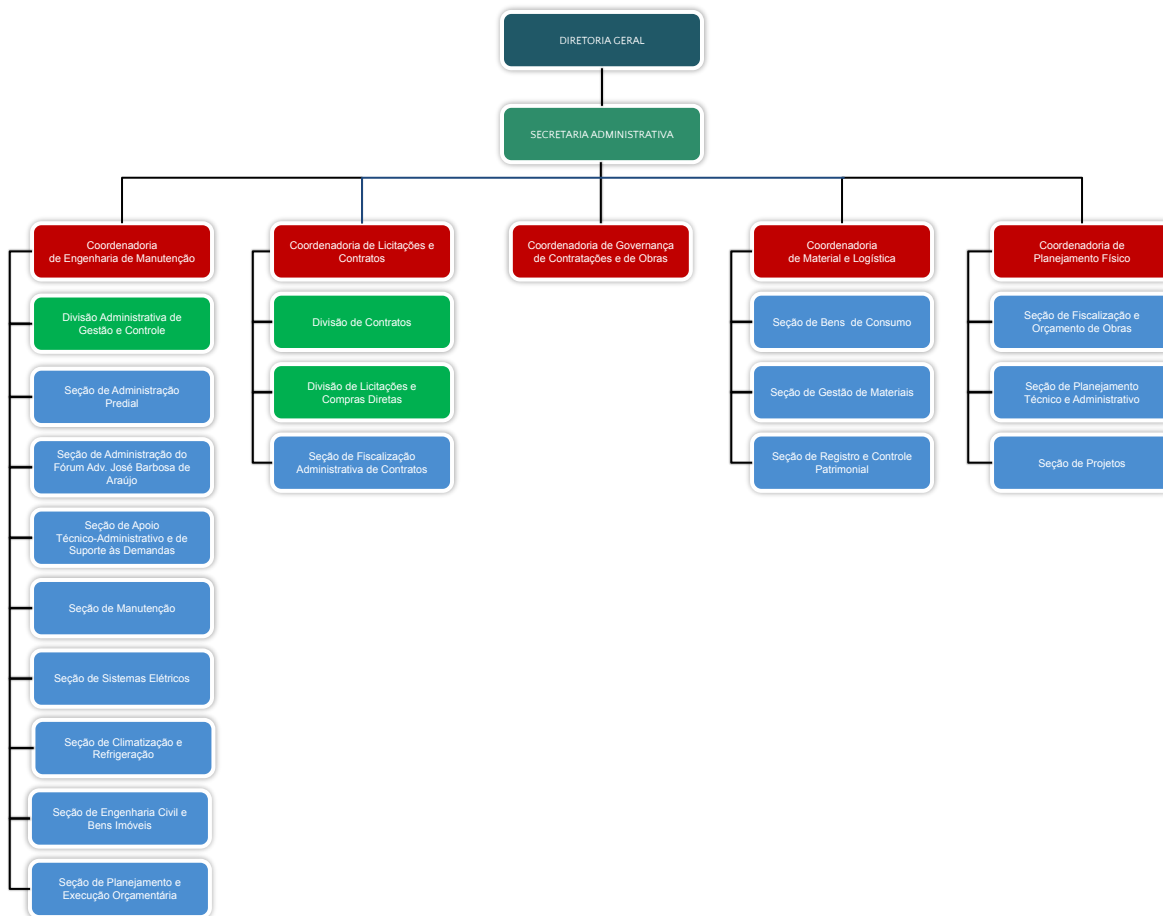 DIRETORIA GERAL
SECRETARIA ADMINISTRATIVA
Coordenadoria
de Engenharia de Manutenção
Divisão Administrativa de
Gestão e Controle
Seção de Administração
Predial
Seção de Administração do
Fórum Adv. José Barbosa de
Araújo
Seção de Apoio
Técnico-Administrativo e de
Suporte às Demandas
Seção de Manutenção
Seção de Sistemas Elétricos
Seção de Climatização e
Refrigeração
Seção de Engenharia Civil e
Bens Imóveis
Seção de Planejamento e
Execução Orçamentária
Coordenadoria de Licitações e
Contratos
Divisão de Contratos
Divisão de Licitações e
Compras Diretas
Seção de Fiscalização
Administrativa de Contratos
Coordenadoria de Governança
de Contratações e de Obras
Coordenadoria
de Material e Logística
Seção de Bens de Consumo
Seção de Gestão de Materiais
Seção de Registro e Controle
Patrimonial
Coordenadoria de
Planejamento Físico
Seção de Fiscalização e
Orçamento de Obras
Seção de Planejamento
Técnico e Administrativo
Seção de Projetos